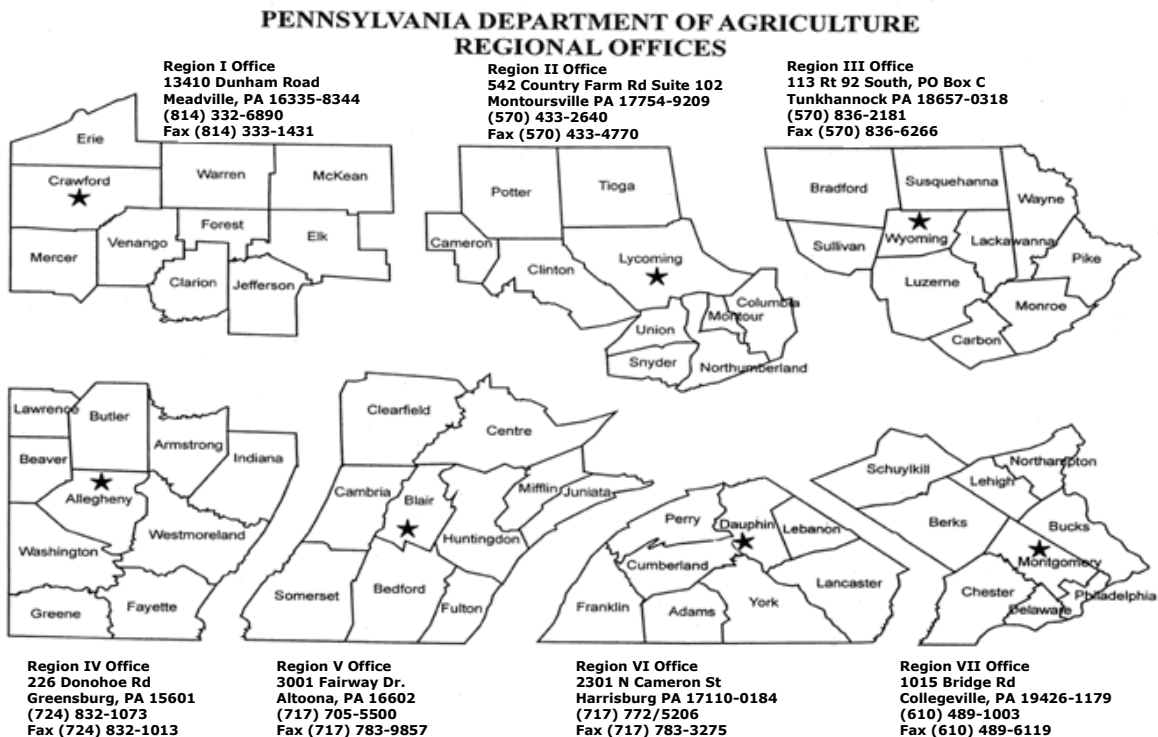 PENNSYLVANIA DEPARTMENT OF AGRICULTURE
REGIONAL OFFICES
Region I Office
13410 Dunham Road
Meadville, PA 16335-8344
(814) 332-6890
Fax (814) 333-1431
Region II Office
542 Country Farm Rd Suite 102
Montoursville PA 17754-9209
(570) 433-2640
Fax (570) 433-4770
Region III Office
113 Rt 92 South, PO Box C
Tunkhannock PA 18657-0318
(570) 836-2181
Fax (570) 836-6266
Erie
Crawford
Warren
McKean
Mercer
Venango
Forest
Elk
Clarion
Jefferson
Potter
Tioga
Cameron
Clinton
Lycoming
Columbia
Montour
Union
Snyder
Northumberland
Bradford
Susquehanna
Wayne
Sullivan
Wyoming
Lackawanna
Pike
Luzerne
Monroe
Carbon
Lawrence
Butler
Armstrong
Indiana
Beaver
Allegheny
Westmoreland
Washington
Greene
Fayette
Clearfield
Centre
Cambria
Blair
Mifflin
Juniata
Huntingdon
Somerset
Bedford
Fulton
Perry
Dauphin
Lebanon
Cumberland
Lancaster
Franklin
Adams
York
Schuylkill
Northampton
Lehigh
Berks
Bucks
Montgomery
Chester
Delaware
Philadelphia
Region IV Office
226 Donohoe Rd
Greensburg, PA 15601
(724) 832-1073
Fax (724) 832-1013
Region V Office
3001 Fairway Dr.
Altoona, PA 16602
(717) 705-5500
Fax (717) 783-9857
Region VI Office
2301 N Cameron St
Harrisburg PA 17110-0184
(717) 772/5206
Fax (717) 783-3275
Region VII Office
1015 Bridge Rd
Collegeville, PA 19426-1179
(610) 489-1003
Fax (610) 489-6119